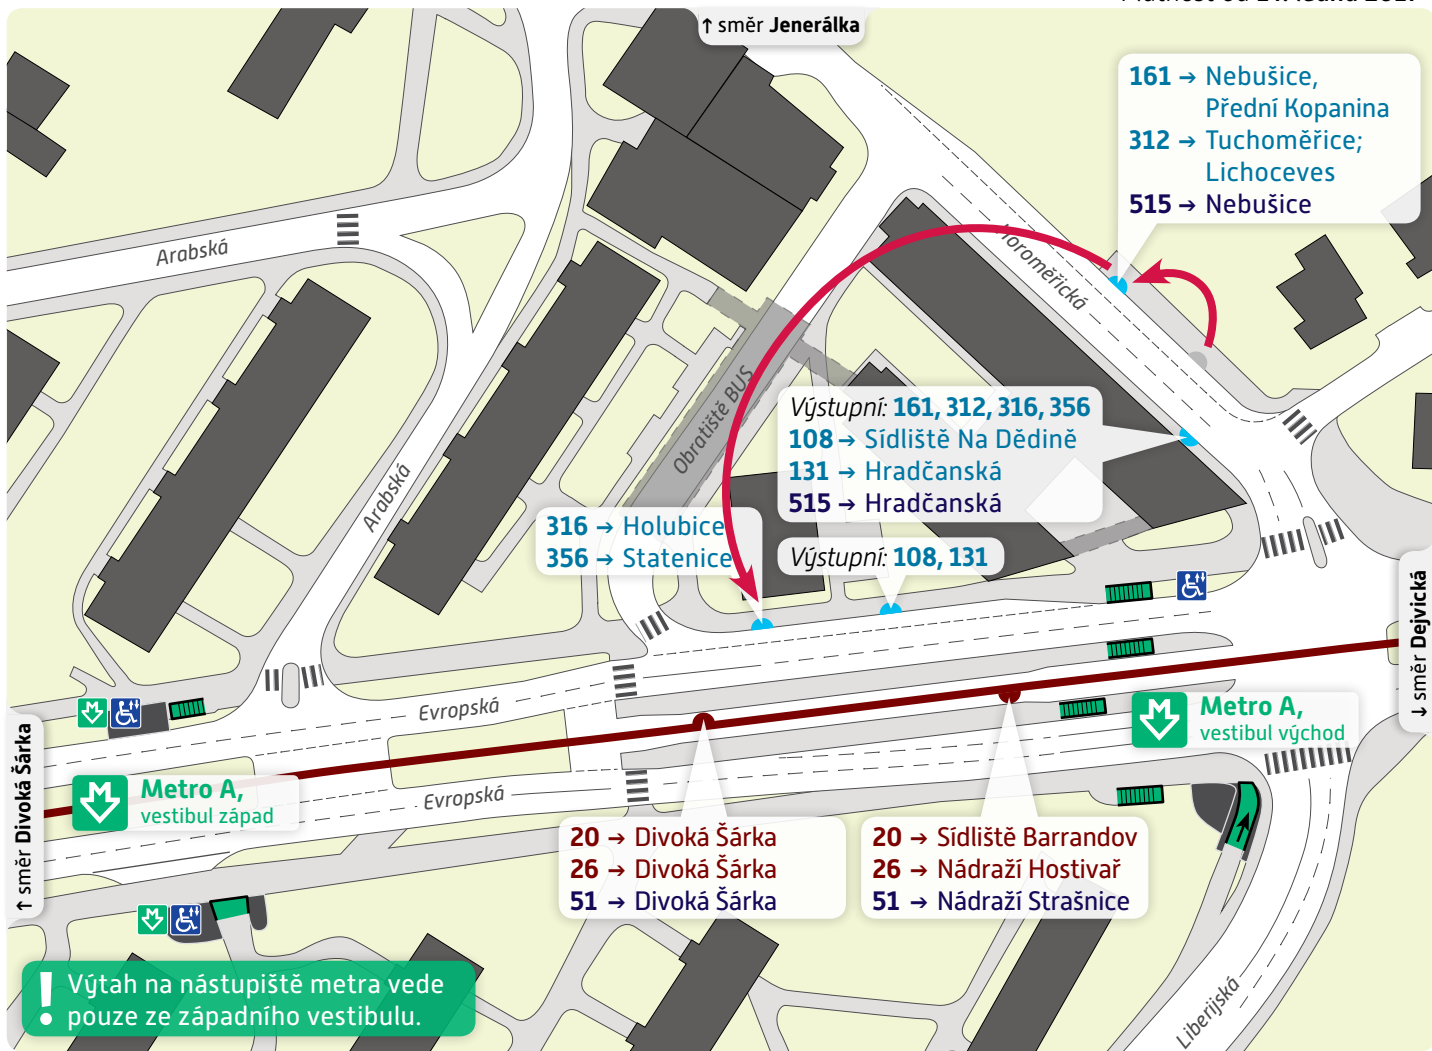 ↑ směr Jenerálka
161 → Nebušice,
Přední Kopanina
312 → Tuchoměřice;
Lichoceves
515 → Nebušice
Arabská
Horoměřická
Obratiště BUS
Arabská
Výstupní: 161, 312, 316, 356
108 → Sídliště Na Dědině
131 → Hradčanská
515 → Hradčanská
316 → Holubice
356 → Statenice
Výstupní: 108, 131
↓ směr Dejvická
Evropská
Metro A,
vestibul východ
↑ směr Divoká Šárka
Metro A,
vestibul západ
Evropská
20 → Divoká Šárka
26 → Divoká Šárka
51 → Divoká Šárka
20 → Sídliště Barrandov
26 → Nádraží Hostivař
51 → Nádraží Strašnice
! Výtah na nástupiště metra vede
pouze ze západního vestibulu.
Liberijská